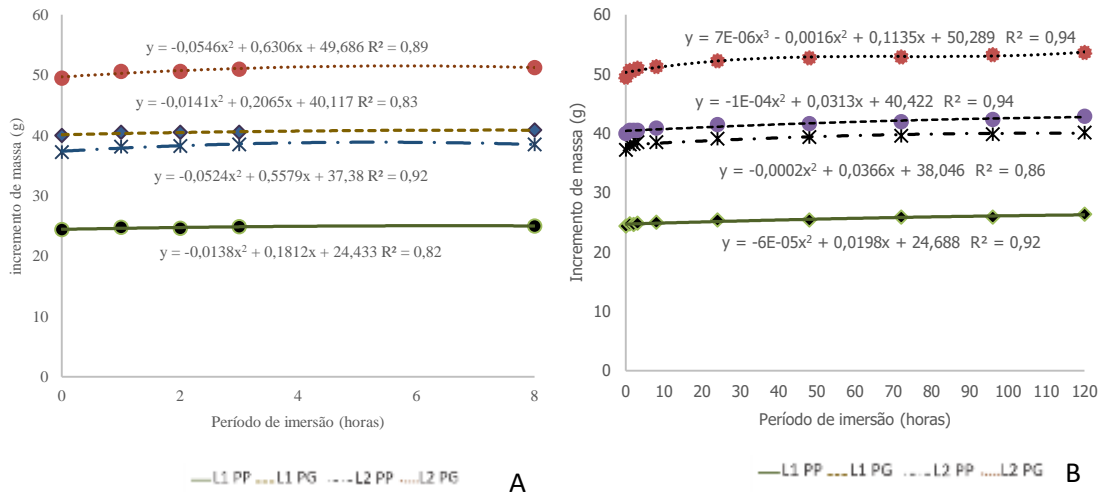 60
50
40
30
20
10
0
incremento de massa (g)
y = -0,0546x² + 0,6306x + 49,686 R² = 0,89
y = -0,0141x² + 0,2065x + 40,117 R² = 0,83
y = -0,0524x² + 0,5579x + 37,38 R² = 0,92
y = -0,0138x² + 0,1812x + 24,433 R² = 0,82
0 2 4 6 8
Período de imersão (horas)
L1 PP L1 PG L2 PP L2 PG
A
60
50
40
30
20
10
0
Incremento de massa (g)
y = 7E-06x³ - 0,0016x² + 0,1135x + 50,289 R² = 0,94
y = -1E-04x² + 0,0313x + 40,422 R² = 0,94
y = -0,0002x² + 0,0366x + 38,046 R² = 0,86
y = -6E-05x² + 0,0198x + 24,688 R² = 0,92
0 10 20 30 40 50 60 70 80 90 100 110 120
Período de imersão (horas)
L1 PP L1 PG L2 PP L2 PG
B